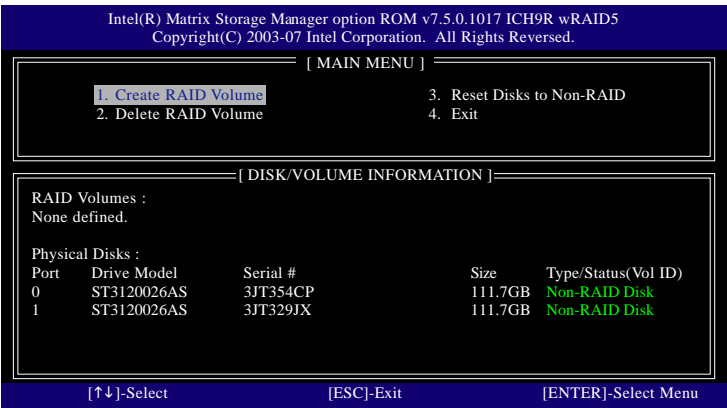 Intel(R) Matrix Storage Manager option ROM v7.5.0.1017 ICH9R wRAID5
Copyright(C) 2003-07 Intel Corporation. All Rights Reversed.
[ MAIN MENU ]
1. Create RAID Volume 3. Reset Disks to Non-RAID
2. Delete RAID Volume 4. Exit
[ DISK/VOLUME INFORMATION ]
RAID Volumes :
None defined.
Physical Disks :
Port Drive Model Serial # Size Type/Status(Vol ID)
0 ST3120026AS 3JT354CP 111.7GB Non-RAID Disk
1 ST3120026AS 3JT329JX 111.7GB Non-RAID Disk
[↑↓]-Select [ESC]-Exit [ENTER]-Select Menu